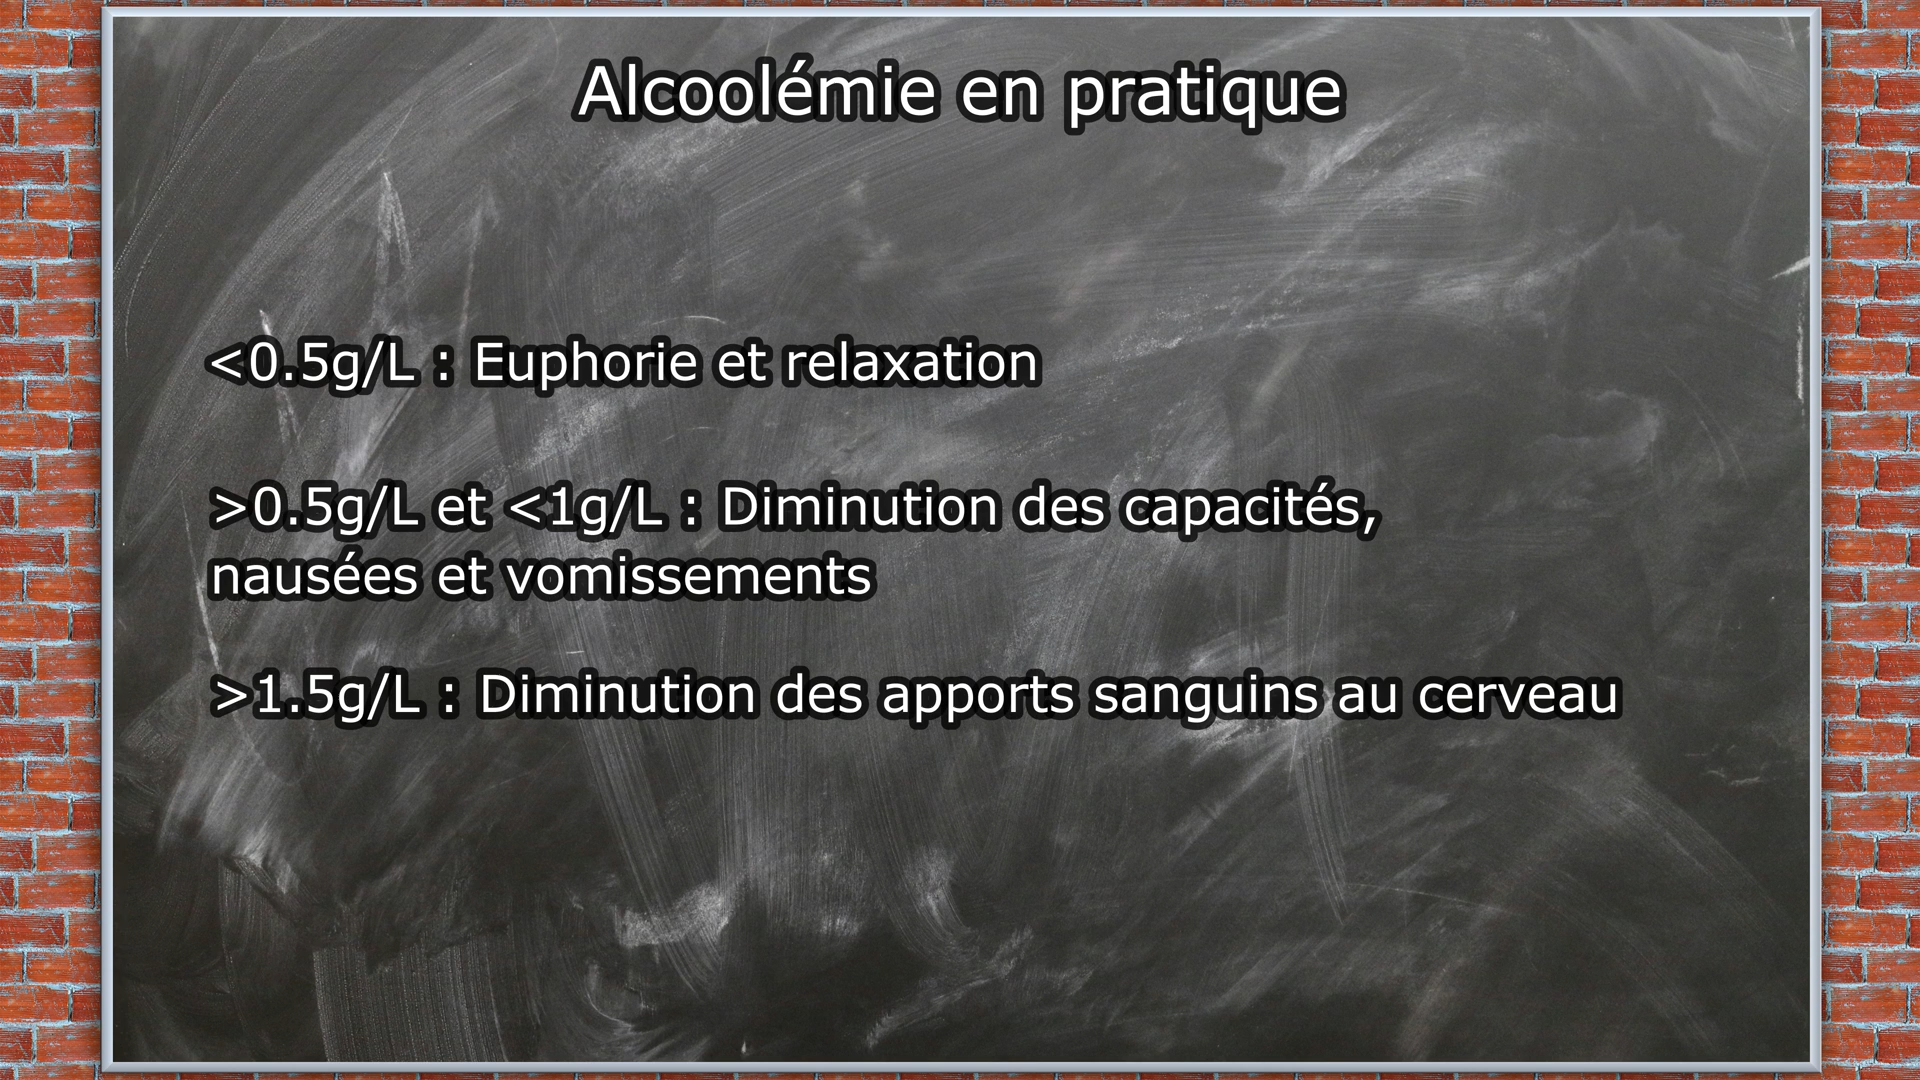 Alcoolémie en pratique
<0.5g/L : Euphorie et relaxation
>0.5g/L et <1g/L : Diminution des capacités,
nausées et vomissements
>1.5g/L : Diminution des apports sanguins au cerveau